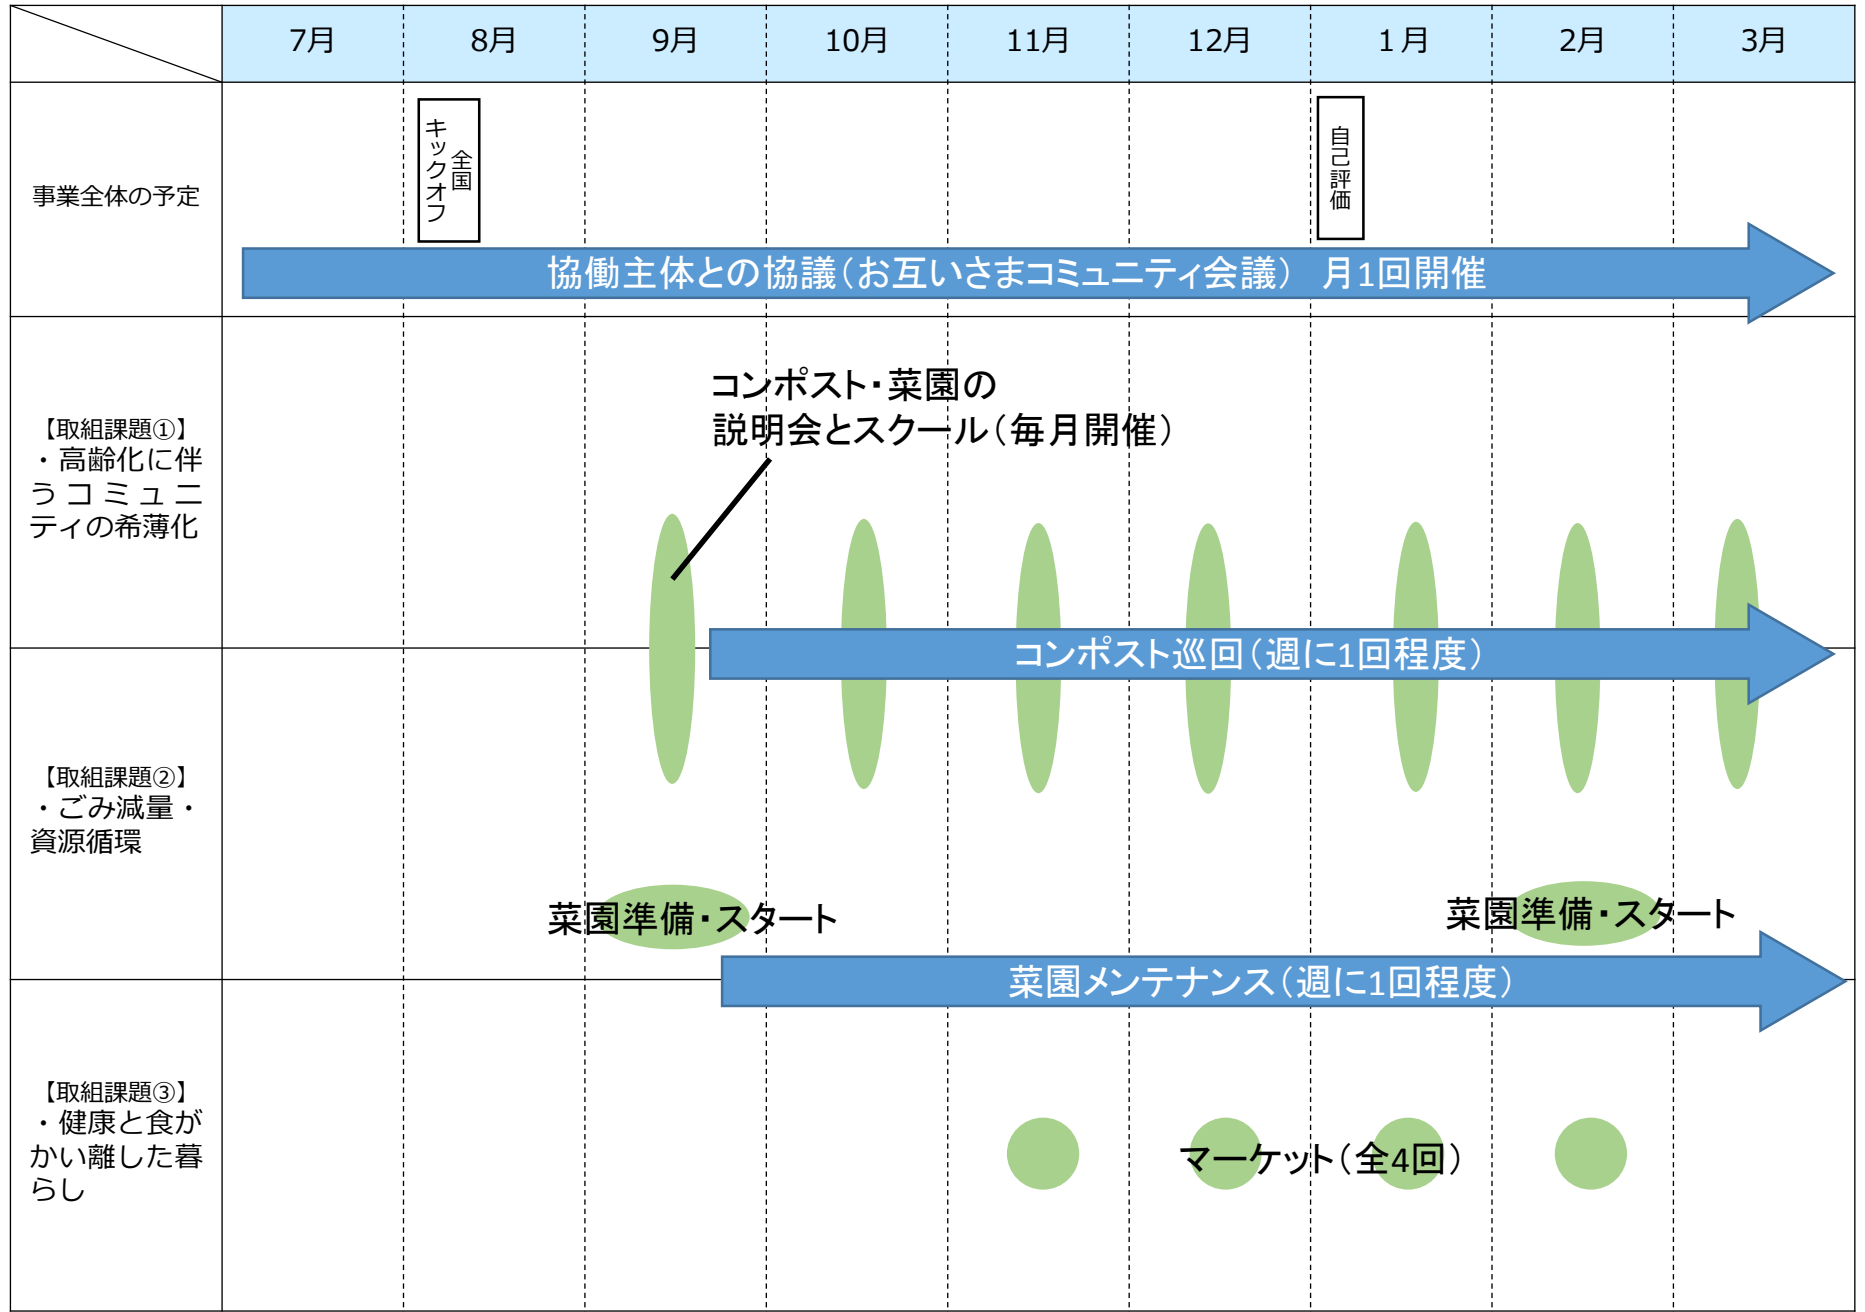 7月
8月
9月
10月
11月
12月
１月
2月
3月
事業全体の予定
全国
キックオフ
自己評価
協働主体との協議（お互いさまコミュニティ会議）　月1回開催
【取組課題①】
・高齢化に伴
うコミュニ
ティの希薄化
コンポスト・菜園の
説明会とスクール（毎月開催）
コンポスト巡回（週に1回程度）
【取組課題②】
・ごみ減量・
資源循環
菜園準備・スタート
菜園準備・スタート
菜園メンテナンス（週に1回程度）
【取組課題③】
・健康と食が
かい離した暮
らし
マーケット（全4回）